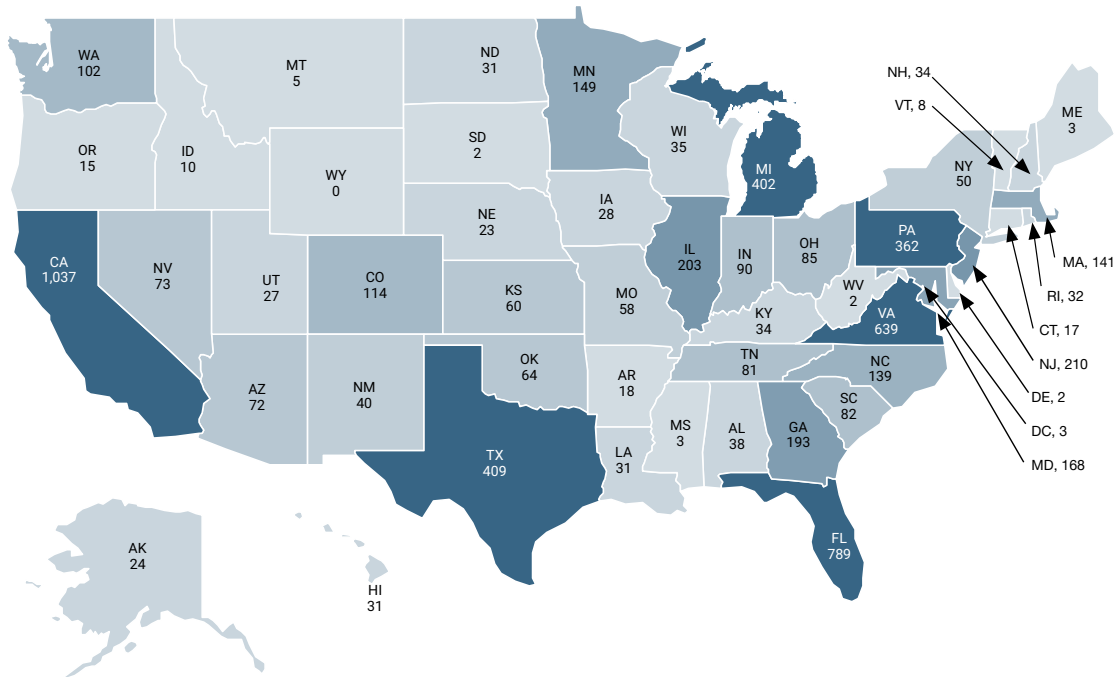 WA
102
MT
5
ND
31
MN
149
NH, 34
VT, 8
ME
3
OR
15
ID
10
SD
2
WI
35
WY
0
MI
402
NY
50
IA
28
NE
23
PA
362
CA
1,037
NV
73
UT
27
CO
114
IL
203
IN
90
OH
85
MA, 141
KS
60
MO
58
WV
2
VA
639
RI, 32
KY
34
CT, 17
OK
64
TN
81
NC
139
NJ, 210
AZ
72
NM
40
AR
18
SC
82
DE, 2
MS
3
AL
38
GA
193
DC, 3
TX
409
LA
31
MD, 168
AK
24
FL
789
HI
31